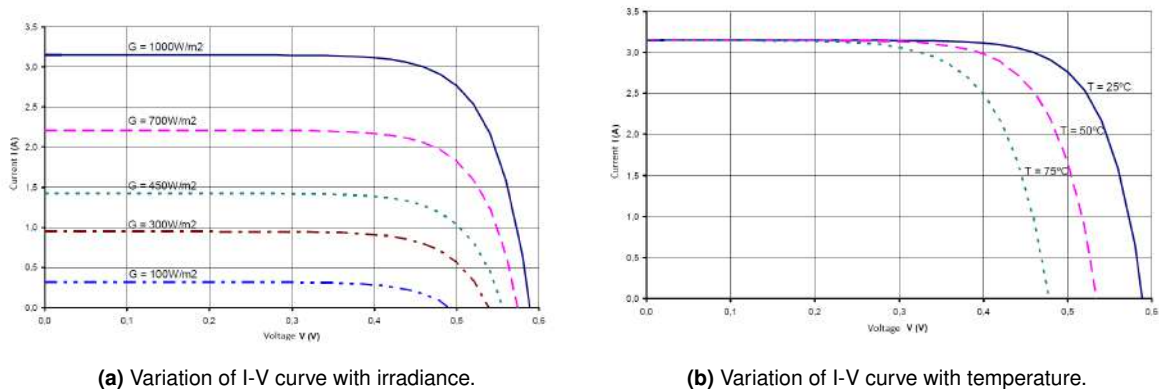 3.5
G = 1000W/m2
3.0
2.5
G = 700W/m2
2.0
Current I (A)
1.5
G = 450W/m2
1.0
G = 300W/m2
0.5
G = 100W/m2
0.0
0,0 0,1 0,2 0,3 0,4 0,5 0,6
Voltage V (V)
(a) Variation of I-V curve with irradiance.
3,5
3,0
2,5
T = 25ºC
2,0
T = 50ºC
Current I (A)
1,5
T = 75ºC
1,0
0,5
0,0
0,0 0,1 0,2 0,3 0,4 0,5 0,6
Voltage V (V)
(b) Variation of I-V curve with temperature.